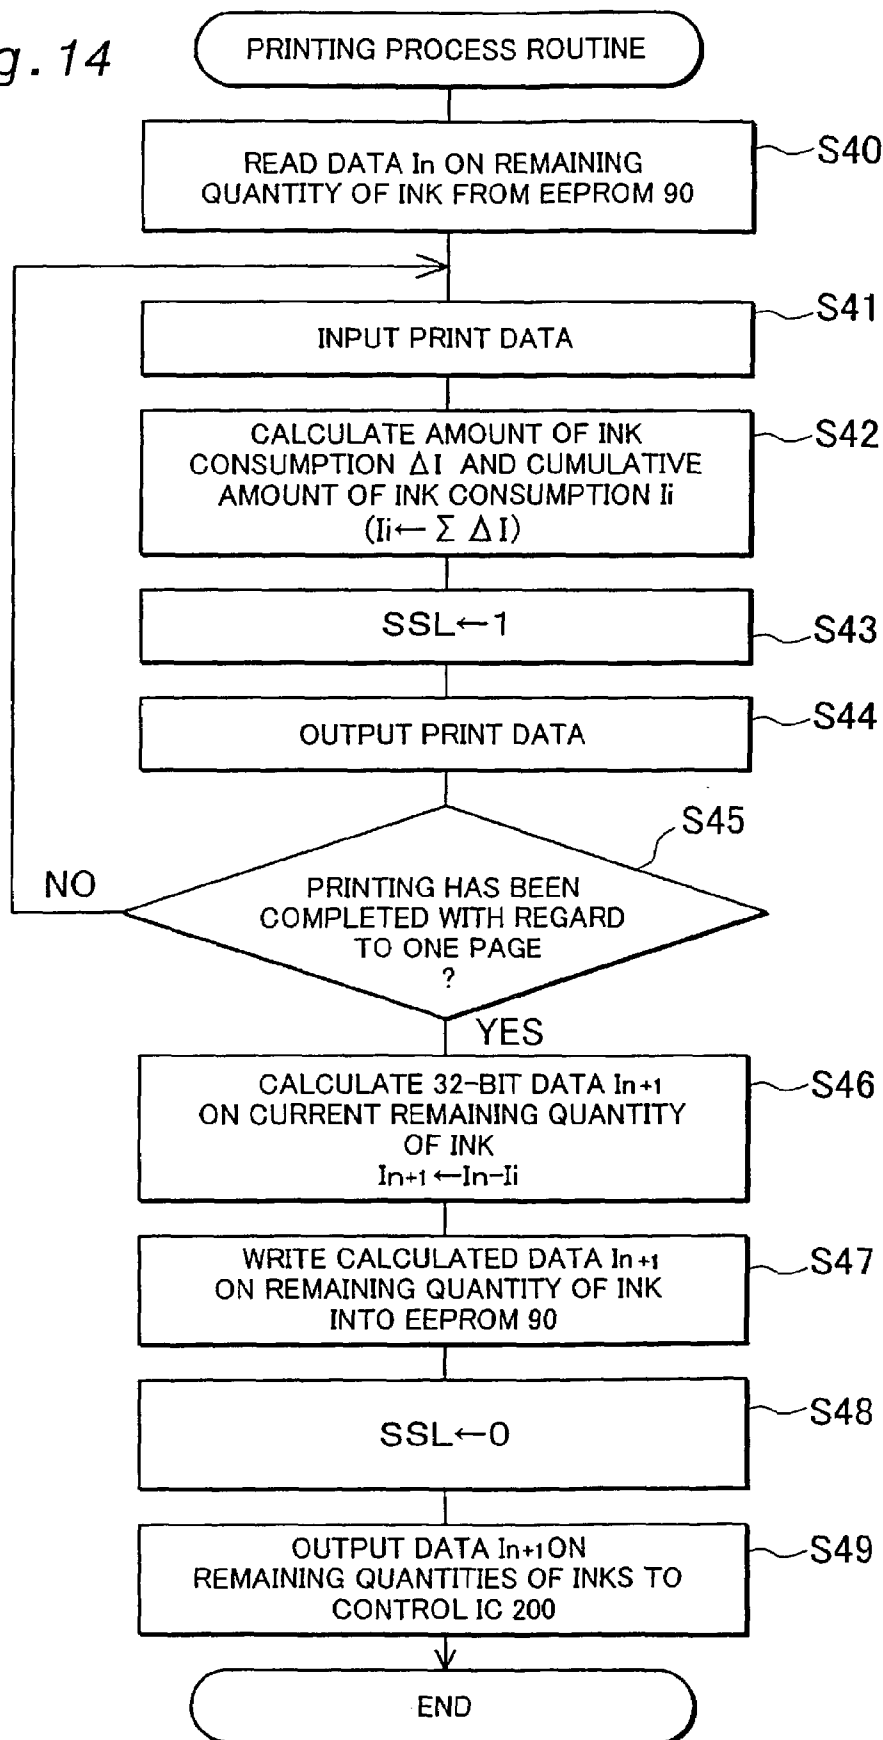 g.14
PRINTING PROCESS ROUTINE
S40
READ DATA In ON REMAINING
QUANTITY OF INK FROM EEPROM 90
S41
INPUT PRINT DATA
S42
CALCULATE AMOUNT OF INK
CONSUMPTION ΔI AND CUMULATIVE
AMOUNT OF INK CONSUMPTION Ii
(Ii← Σ ΔI)
SSL←1
S43
S44
OUTPUT PRINT DATA
S45
NO
PRINTING HAS BEEN
COMPLETED WITH REGARD
TO ONE PAGE
?
YES
S46
CALCULATE 32-BIT DATA In+1
ON CURRENT REMAINING QUANTITY
OF INK
In+1←In-Ii
S47
WRITE CALCULATED DATA In+1
ON REMAINING QUANTITY OF INK
INTO EEPROM 90
S48
SSL←0
S49
OUTPUT DATA In+1 ON
REMAINING QUANTITIES OF INKS TO
CONTROL IC 200
END